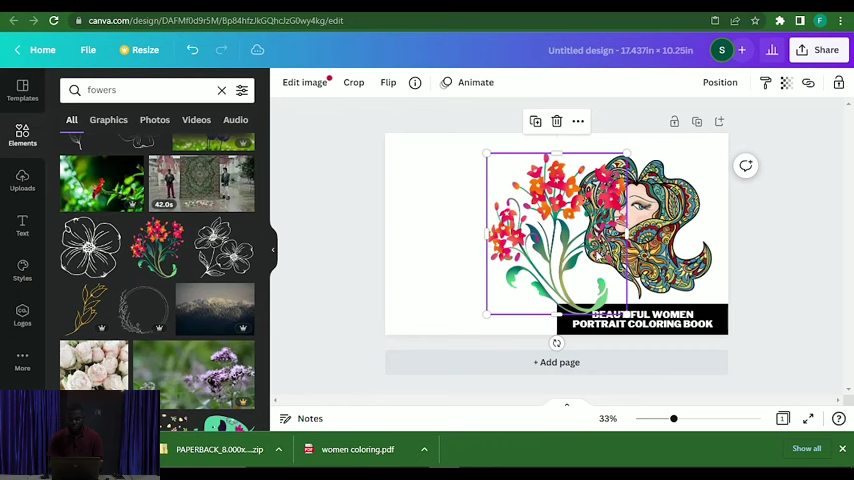 canva.com/design/DAFMf0d9r5M/Bp84hfzJkGQhcJzG0wy4kg/edit
F
Home
File
Resize
Untitled design - 17.437in × 10.25in
S
Share
Templates
Elements
Uploads
Text
Styles
Logos
More
fowers
All
Graphics
Photos
Videos
Audio
42.0s
Edit image
Crop
Flip
Animate
Position
BEAUTIFUL WOMEN
PORTRAIT COLORING BOOK
+ Add page
Notes
33%
1
PAPERBACK_8.000x....zip
women coloring.pdf
Show all